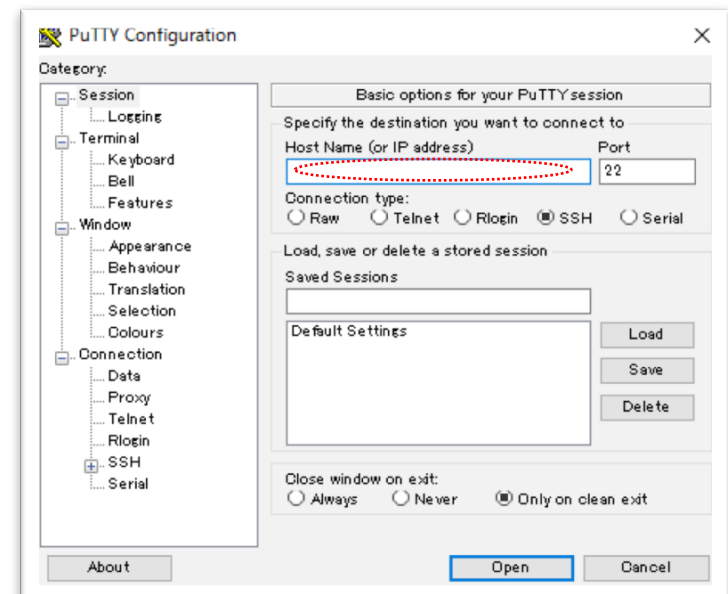 PuTTY Configuration
Category:
Session
Logging
Terminal
Keyboard
Bell
Features
Window
Appearance
Behaviour
Translation
Selection
Colours
Connection
Data
Proxy
Telnet
Rlogin
SSH
Serial
Basic options for your PuTTY session
Specify the destination you want to connect to
Host Name (or IP address) Port
22
Connection type:
Raw Telnet Rlogin SSH Serial
Load, save or delete a stored session
Saved Sessions
Default Settings
Load
Save
Delete
Close window on exit:
Always Never Only on clean exit
About Open Cancel